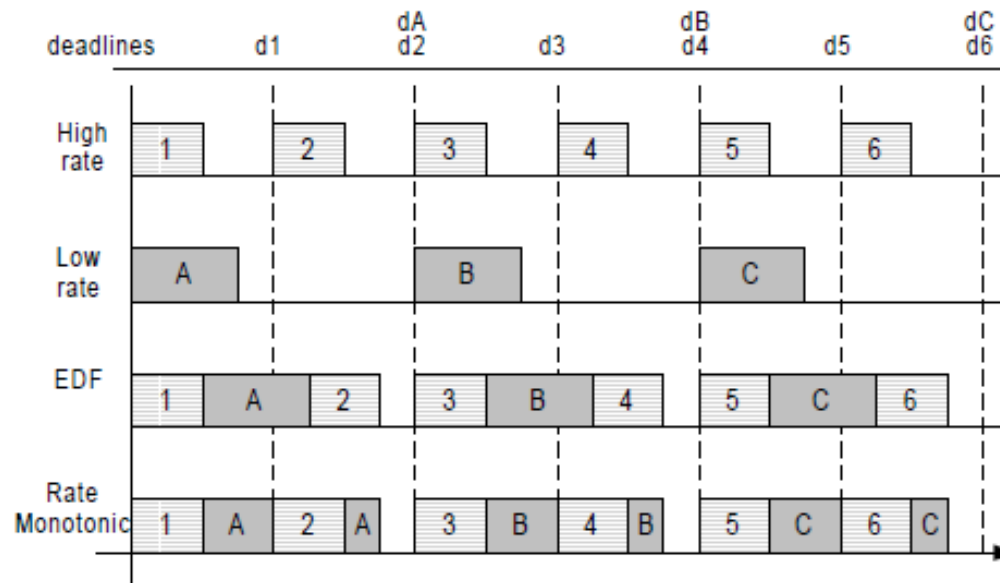 dA dB dC
deadlines d1 d2 d3 d4 d5 d6
High
rate
1 2 3 4 5 6
Low
rate
A B C
EDF
1 A 2 3 B 4 5 C 6
Rate
Monotonic
1 A 2 A 3 B 4 B 5 C 6 C